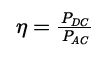 η = P_DC / P_AC